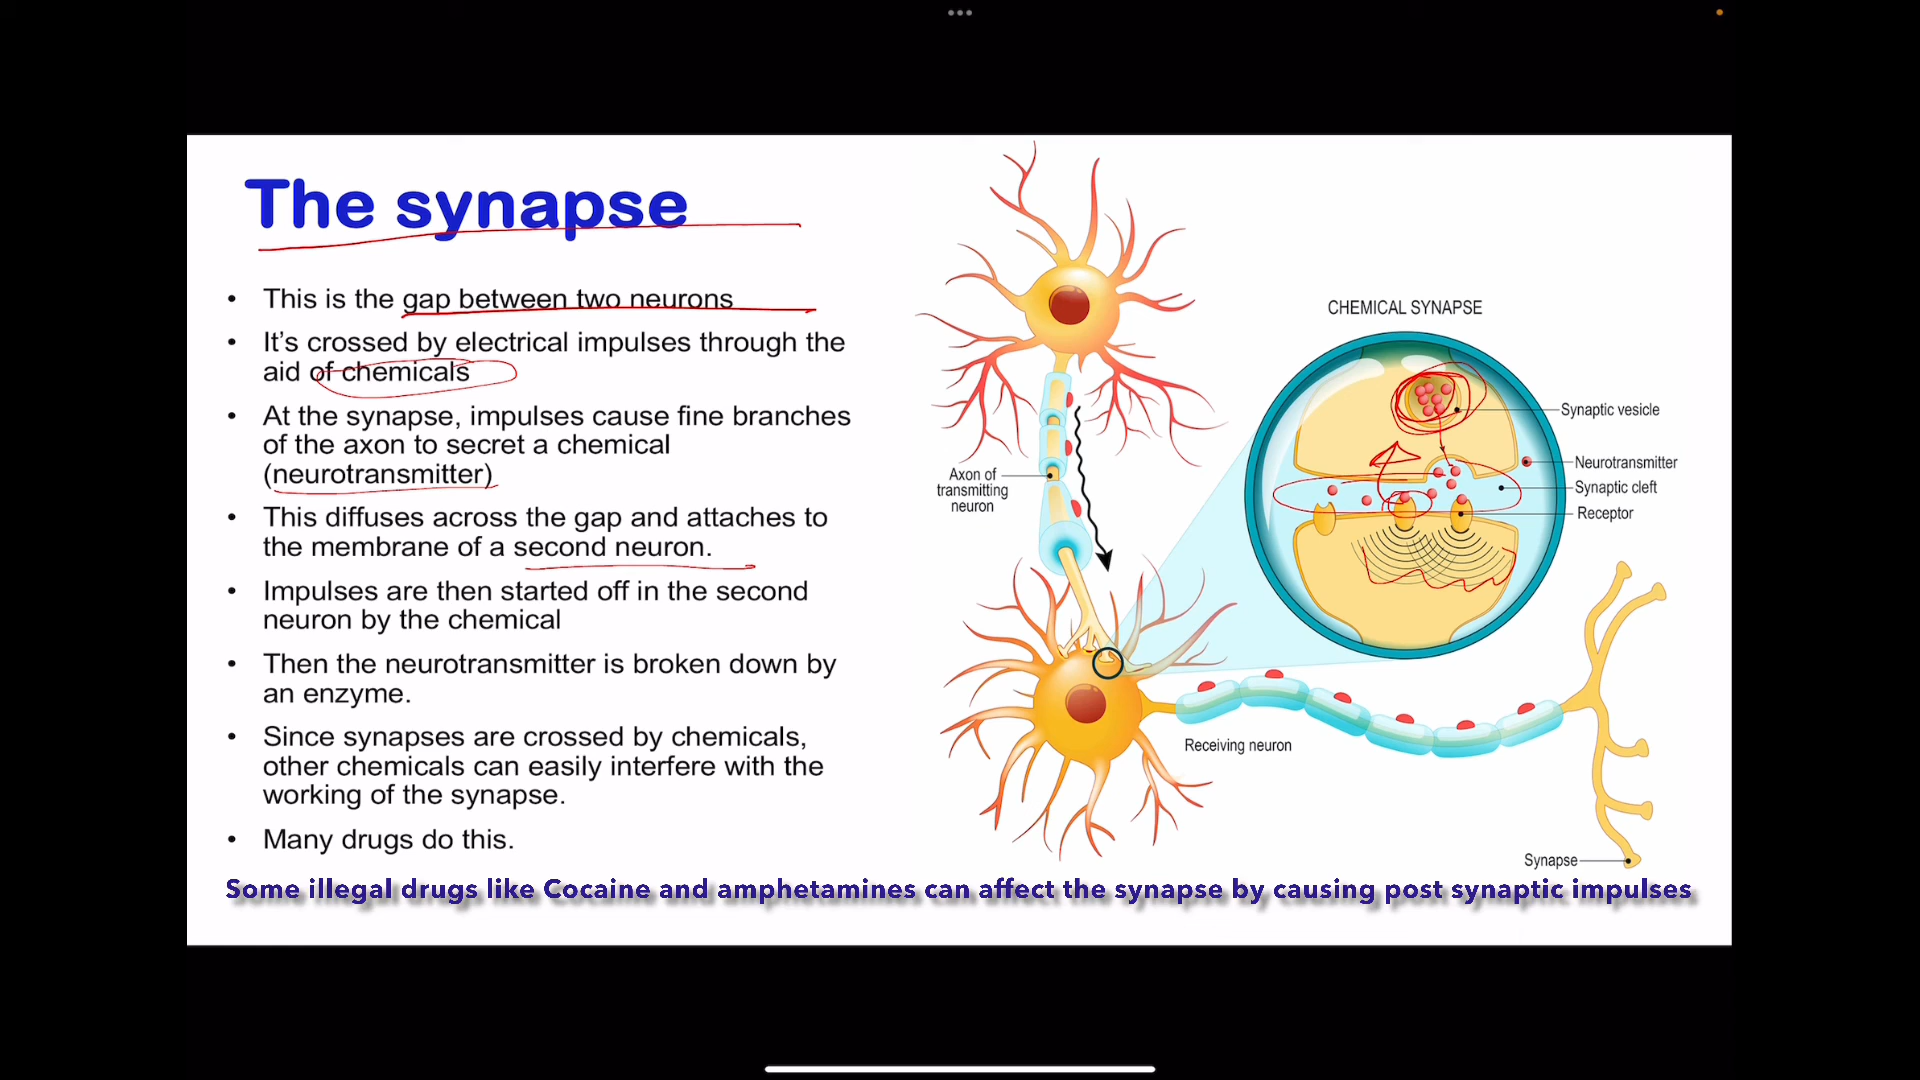 The synapse
• This is the gap between two neurons
• It's crossed by electrical impulses through the
aid of chemicals
• At the synapse, impulses cause fine branches
of the axon to secret a chemical
(neurotransmitter)
• This diffuses across the gap and attaches to
the membrane of a second neuron.
• Impulses are then started off in the second
neuron by the chemical
• Then the neurotransmitter is broken down by
an enzyme.
• Since synapses are crossed by chemicals,
other chemicals can easily interfere with the
working of the synapse.
• Many drugs do this.
Axon of
transmitting
neuron
CHEMICAL SYNAPSE
Synaptic vesicle
Neurotransmitter
Synaptic cleft
Receptor
Receiving neuron
Synapse
Some illegal drugs like Cocaine and amphetamines can affect the synapse by causing post synaptic impulses